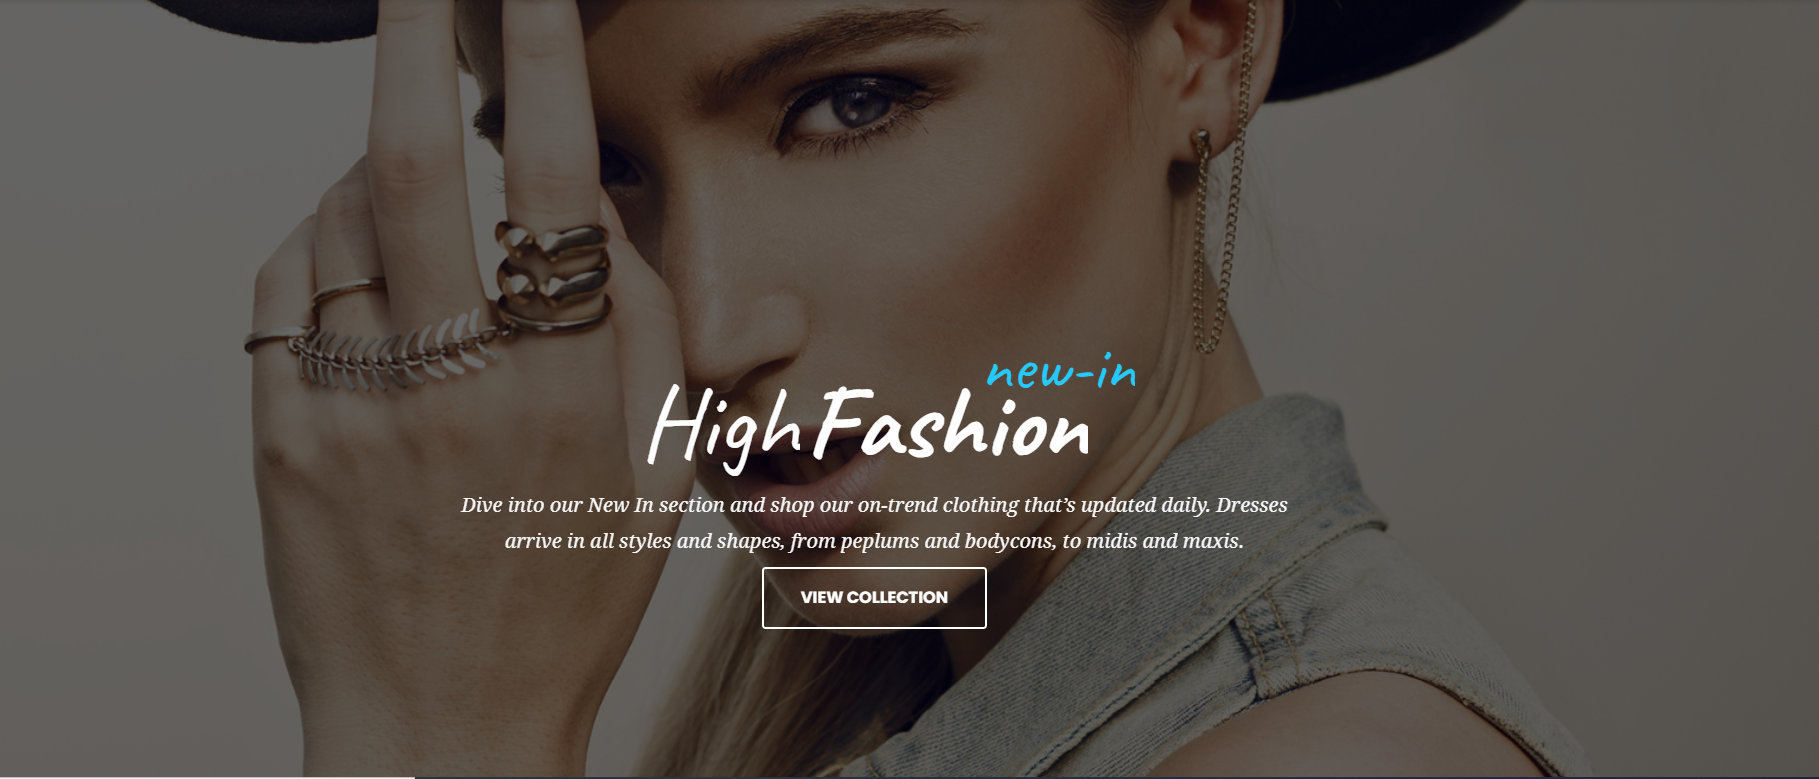 new-in
High Fashion
Dive into our New In section and shop our on-trend clothing that’s updated daily. Dresses
arrive in all styles and shapes, from peplums and bodycons, to midis and maxis.
VIEW COLLECTION